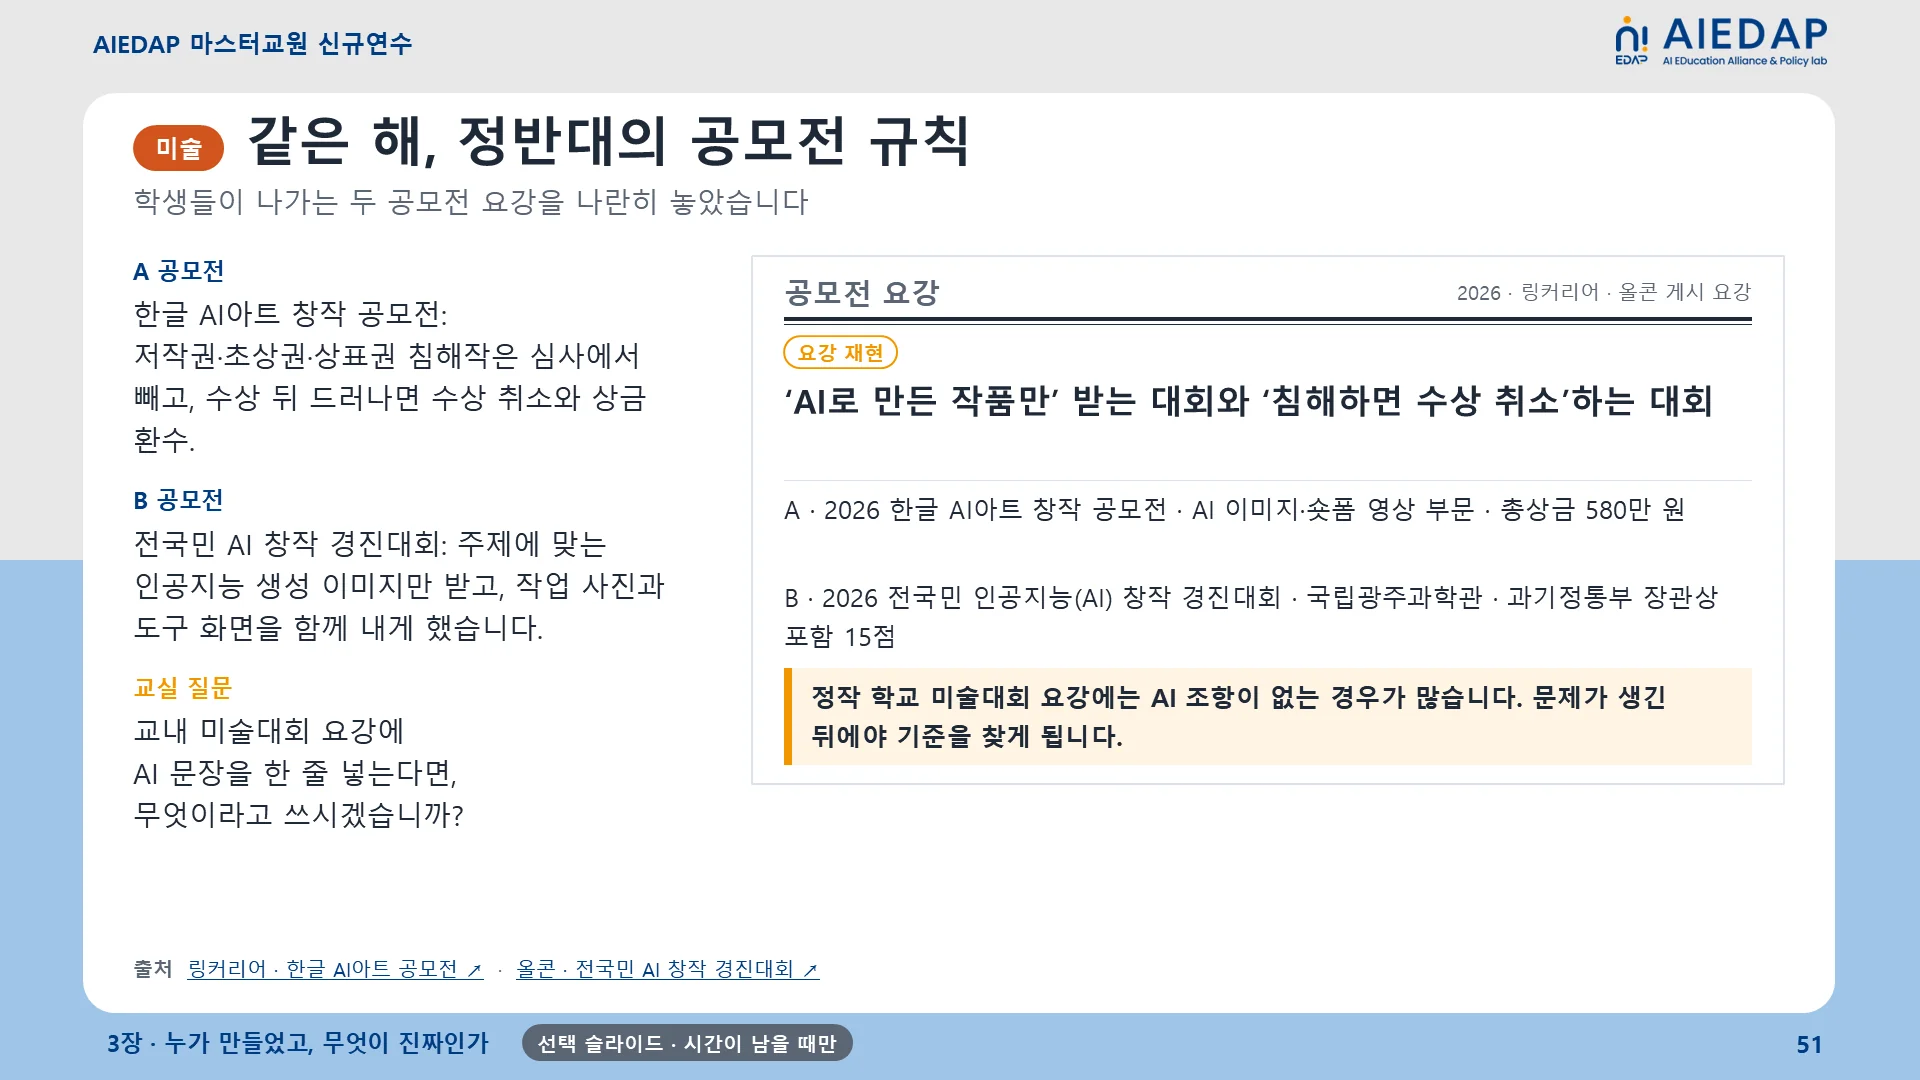 AIEDAP 마스터교원 신규연수
AIEDAP
EDAP
AI EDucation Alliance & Policy lab
미술
같은 해, 정반대의 공모전 규칙
학생들이 나가는 두 공모전 요강을 나란히 놓았습니다
A 공모전
한글 AI아트 창작 공모전:
저작권·초상권·상표권 침해작은 심사에서
빼고, 수상 뒤 드러나면 수상 취소와 상금
환수.
B 공모전
전국민 AI 창작 경진대회: 주제에 맞는
인공지능 생성 이미지만 받고, 작업 사진과
도구 화면을 함께 내게 했습니다.
교실 질문
교내 미술대회 요강에
AI 문장을 한 줄 넣는다면,
무엇이라고 쓰시겠습니까?
공모전 요강
2026 · 링커리어 · 올콘 게시 요강
요강 재현
‘AI로 만든 작품만’ 받는 대회와 ‘침해하면 수상 취소’하는 대회
A · 2026 한글 AI아트 창작 공모전 · AI 이미지·숏폼 영상 부문 · 총상금 580만 원
B · 2026 전국민 인공지능(AI) 창작 경진대회 · 국립광주과학관 · 과기정통부 장관상
포함 15점
정작 학교 미술대회 요강에는 AI 조항이 없는 경우가 많습니다. 문제가 생긴
뒤에야 기준을 찾게 됩니다.
출처 링커리어 · 한글 AI아트 공모전 ↗ · 올콘 · 전국민 AI 창작 경진대회 ↗
3장 · 누가 만들었고, 무엇이 진짜인가
선택 슬라이드 · 시간이 남을 때만
51